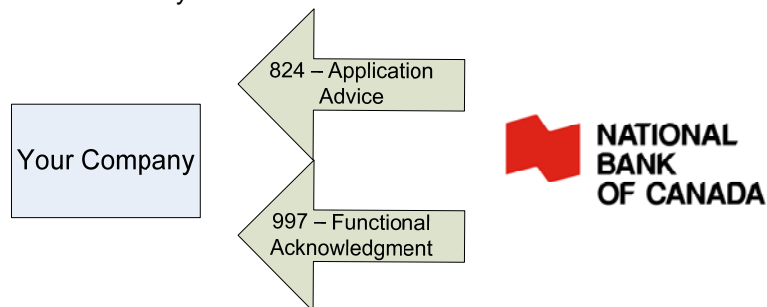 824 – Application
Advice
Your Company
NATIONAL
BANK
OF CANADA
997 – Functional
Acknowledgment